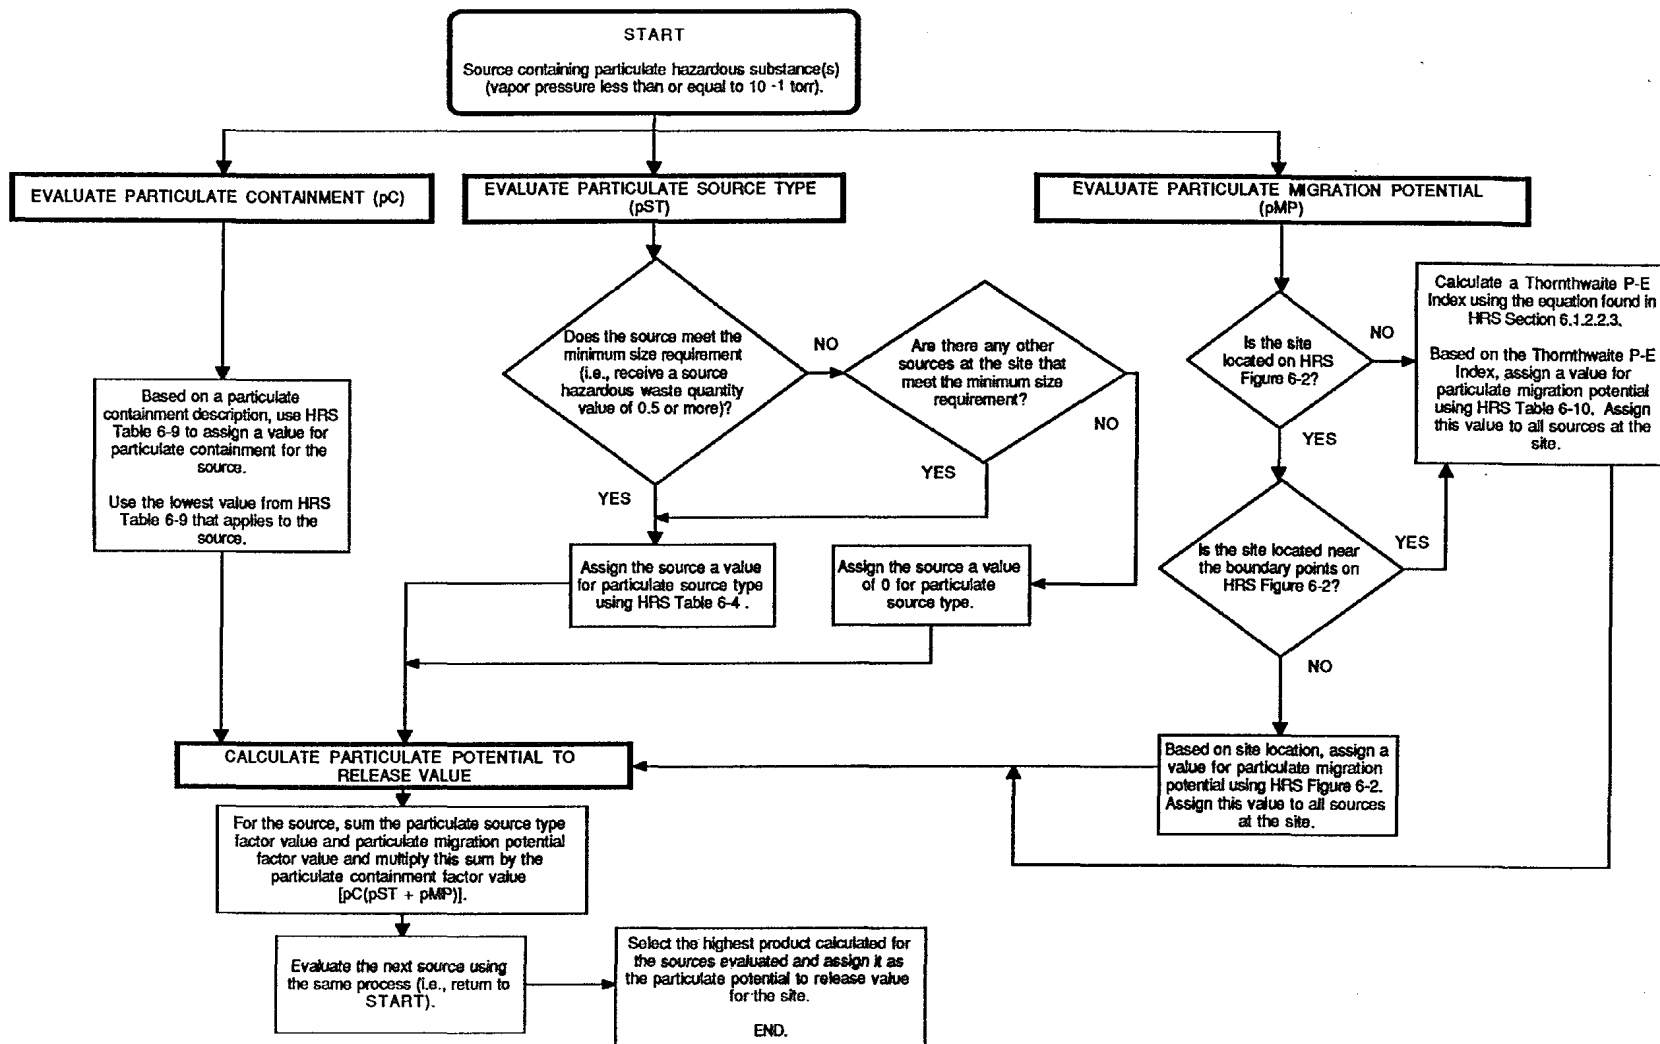 START
Source containing particulate hazardous substance(s)
(vapor pressure less than or equal to 10 -1 torr).
EVALUATE PARTICULATE CONTAINMENT (pC)
EVALUATE PARTICULATE SOURCE TYPE
(pST)
EVALUATE PARTICULATE MIGRATION POTENTIAL
(pMP)
Based on a particulate
containment description, use HRS
Table 6-9 to assign a value for
particulate containment for the
source.
Use the lowest value from HRS
Table 6-9 that applies to the
source.
Does the source meet the
minimum size requirement
(i.e., receive a source
hazardous waste quantity
value of 0.5 or more)?
NO
YES
Are there any other
sources at the site that
meet the minimum size
requirement?
NO
YES
Assign the source a value
for particulate source type
using HRS Table 6-4 .
Assign the source a value
of 0 for particulate
source type.
Is the site
located on HRS
Figure 6-2?
NO
YES
Calculate a Thornthwaite P-E
Index using the equation found in
HRS Section 6.1.2.2.3.
Based on the Thornthwaite P-E
Index, assign a value for
particulate migration potential
using HRS Table 6-10. Assign
this value to all sources at the
site.
Is the site located near
the boundary points on
HRS Figure 6-2?
YES
NO
Based on site location, assign a
value for particulate migration
potential using HRS Figure 6-2.
Assign this value to all sources
at the site.
CALCULATE PARTICULATE POTENTIAL TO
RELEASE VALUE
For the source, sum the particulate source type
factor value and particulate migration potential
factor value and multiply this sum by the
particulate containment factor value
[pC(pST + pMP)].
Evaluate the next source using
the same process (i.e., return to
START).
Select the highest product calculated for
the sources evaluated and assign it as
the particulate potential to release value
for the site.
END.